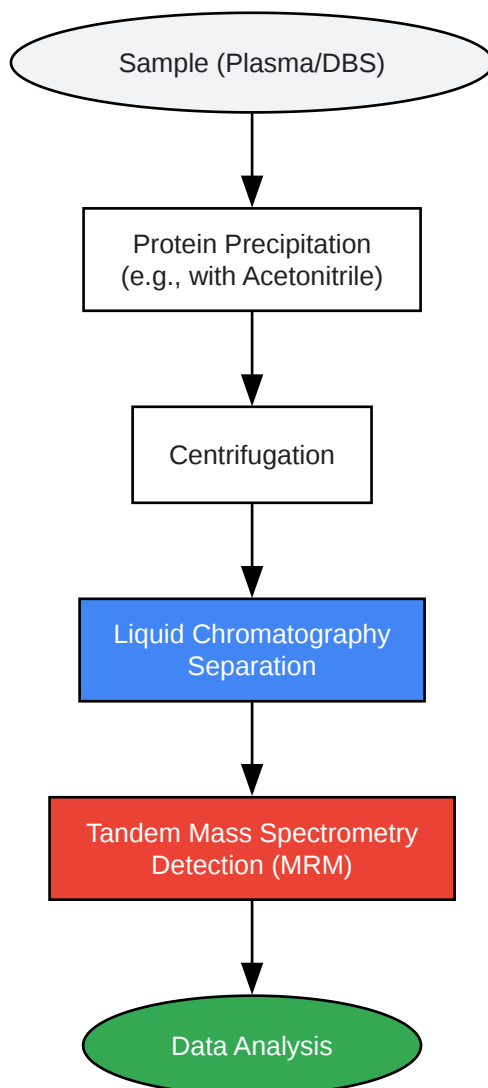 Sample (Plasma/DBS)
Protein Precipitation
(e.g., with Acetonitrile)
Centrifugation
Liquid Chromatography
Separation
Tandem Mass Spectrometry
Detection (MRM)
Data Analysis